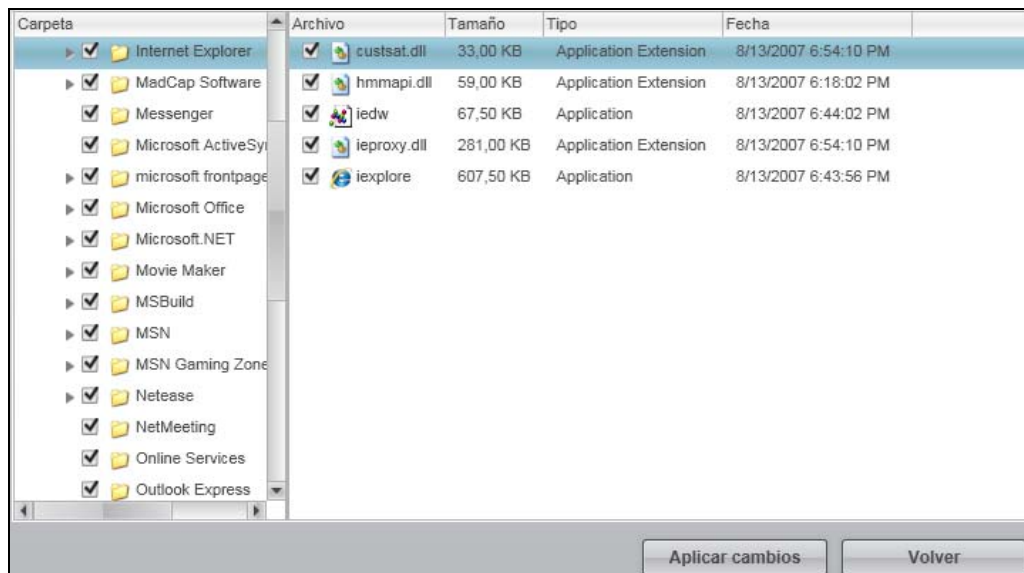 Carpeta
Internet Explorer
MadCap Software
Messenger
Microsoft ActiveSy
microsoft frontpage
Microsoft Office
Microsoft.NET
Movie Maker
MSBuild
MSN
MSN Gaming Zone
Netease
NetMeeting
Online Services
Outlook Express
Archivo Tamaño Tipo Fecha
custsat.dll 33,00 KB Application Extension 8/13/2007 6:54:10 PM
hmmapi.dll 59,00 KB Application Extension 8/13/2007 6:18:02 PM
iedw 67,50 KB Application 8/13/2007 6:44:02 PM
ieproxy.dll 281,00 KB Application Extension 8/13/2007 6:54:10 PM
iexplore 607,50 KB Application 8/13/2007 6:43:56 PM
Aplicar cambios Volver